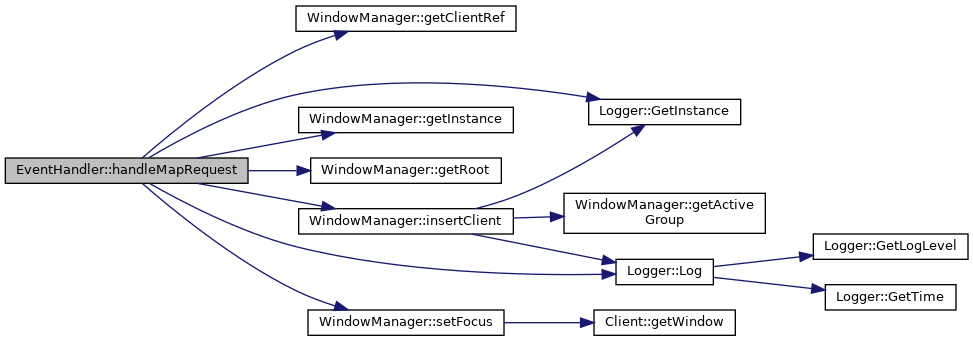 WindowManager::getClientRef
Logger::GetInstance
WindowManager::getInstance
EventHandler::handleMapRequest
WindowManager::getRoot
WindowManager::getActive
Group
WindowManager::insertClient
Logger::GetLogLevel
Logger::Log
Logger::GetTime
WindowManager::setFocus
Client::getWindow